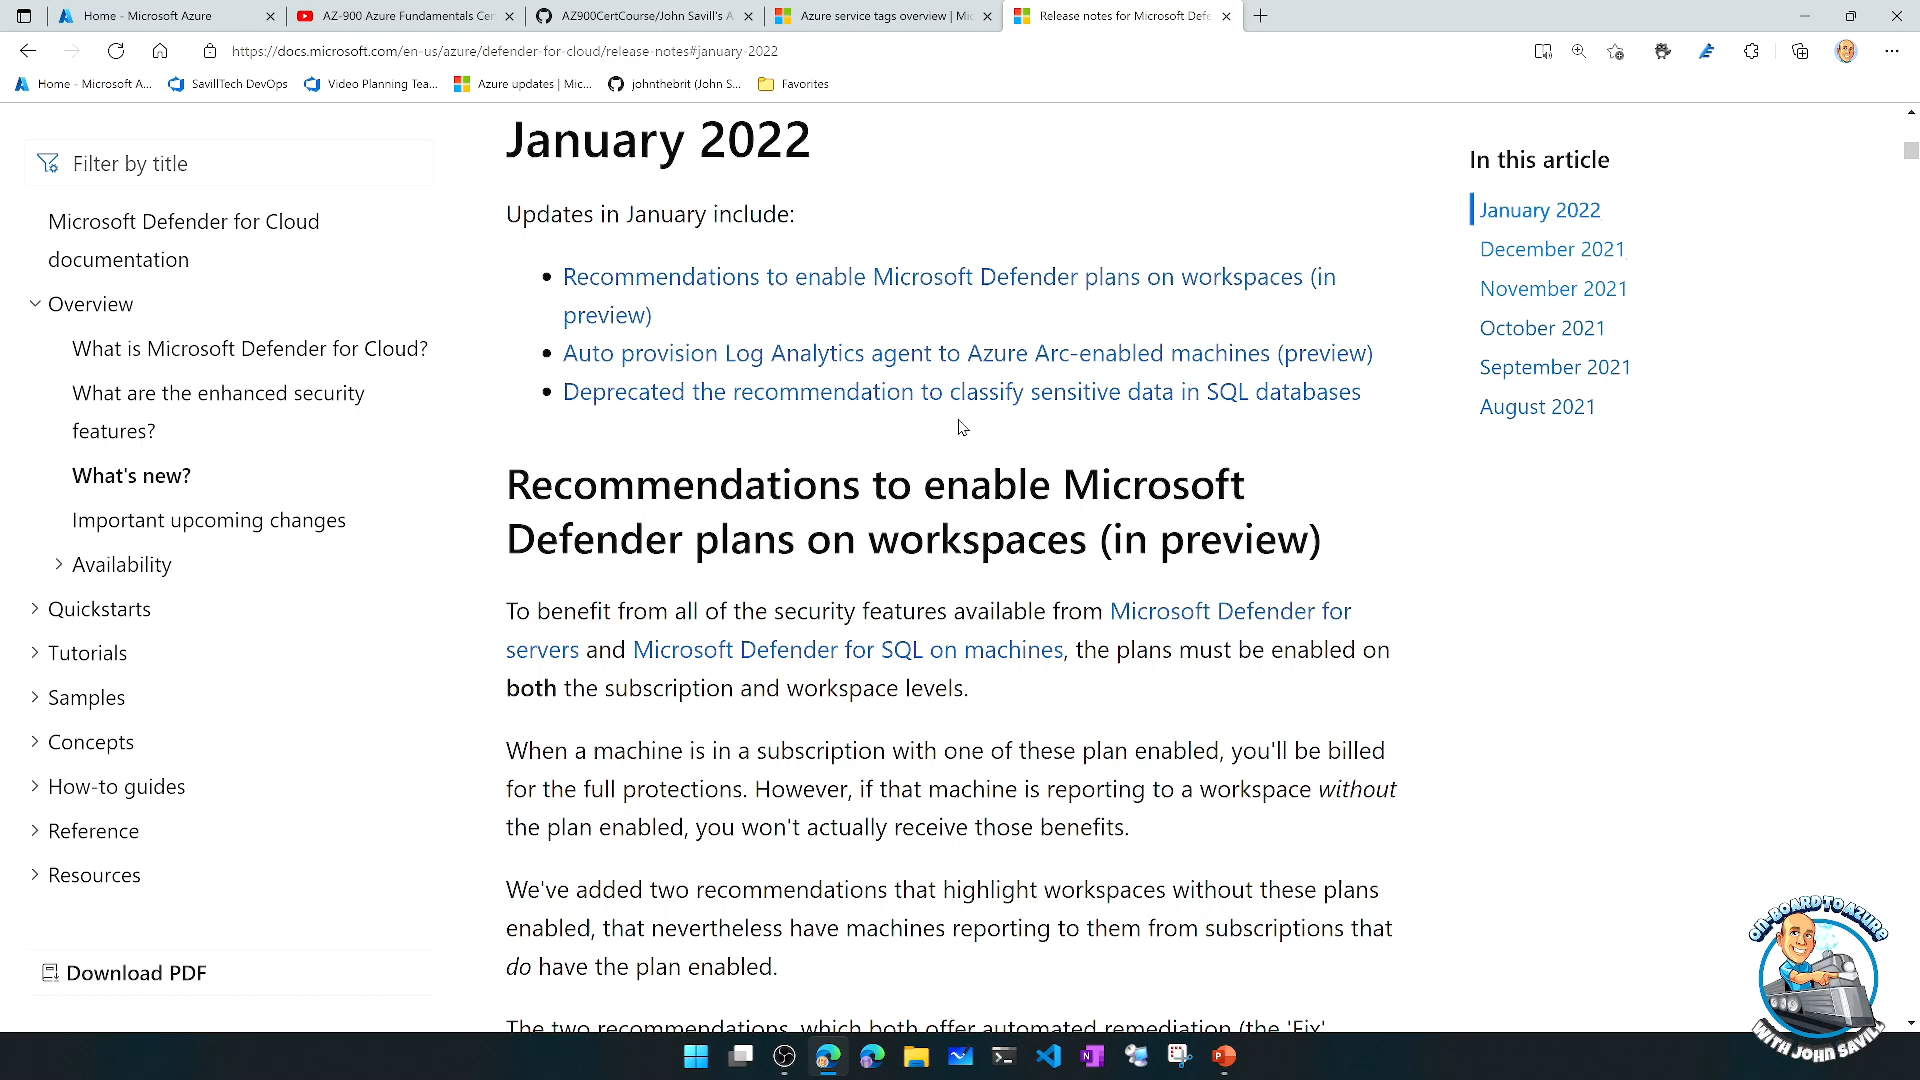 Home - Microsoft Azure
AZ-900 Azure Fundamentals Cer
AZ900CertCourse/John Savill's A
Azure service tags overview | Mic
Release notes for Microsoft Defe
https://docs.microsoft.com/en-us/azure/defender-for-cloud/release-notes#january-2022
Home - Microsoft A...
SavillTech DevOps
Video Planning Tea...
Azure updates | Mic...
johnthebrit (John S...
Favorites
Filter by title
Microsoft Defender for Cloud
documentation
Overview
What is Microsoft Defender for Cloud?
What are the enhanced security
features?
What's new?
Important upcoming changes
Availability
Quickstarts
Tutorials
Samples
Concepts
How-to guides
Reference
Resources
Download PDF
January 2022
Updates in January include:
Recommendations to enable Microsoft Defender plans on workspaces (in
preview)
Auto provision Log Analytics agent to Azure Arc-enabled machines (preview)
Deprecated the recommendation to classify sensitive data in SQL databases
Recommendations to enable Microsoft
Defender plans on workspaces (in preview)
To benefit from all of the security features available from Microsoft Defender for
servers and Microsoft Defender for SQL on machines, the plans must be enabled on
both the subscription and workspace levels.
When a machine is in a subscription with one of these plan enabled, you'll be billed
for the full protections. However, if that machine is reporting to a workspace without
the plan enabled, you won't actually receive those benefits.
We've added two recommendations that highlight workspaces without these plans
enabled, that nevertheless have machines reporting to them from subscriptions that
do have the plan enabled.
The two recommendations, which both offer automated remediation (the 'Fix'
In this article
January 2022
December 2021
November 2021
October 2021
September 2021
August 2021
ON-BOARD TO AZURE
WITH JOHN SAVILL